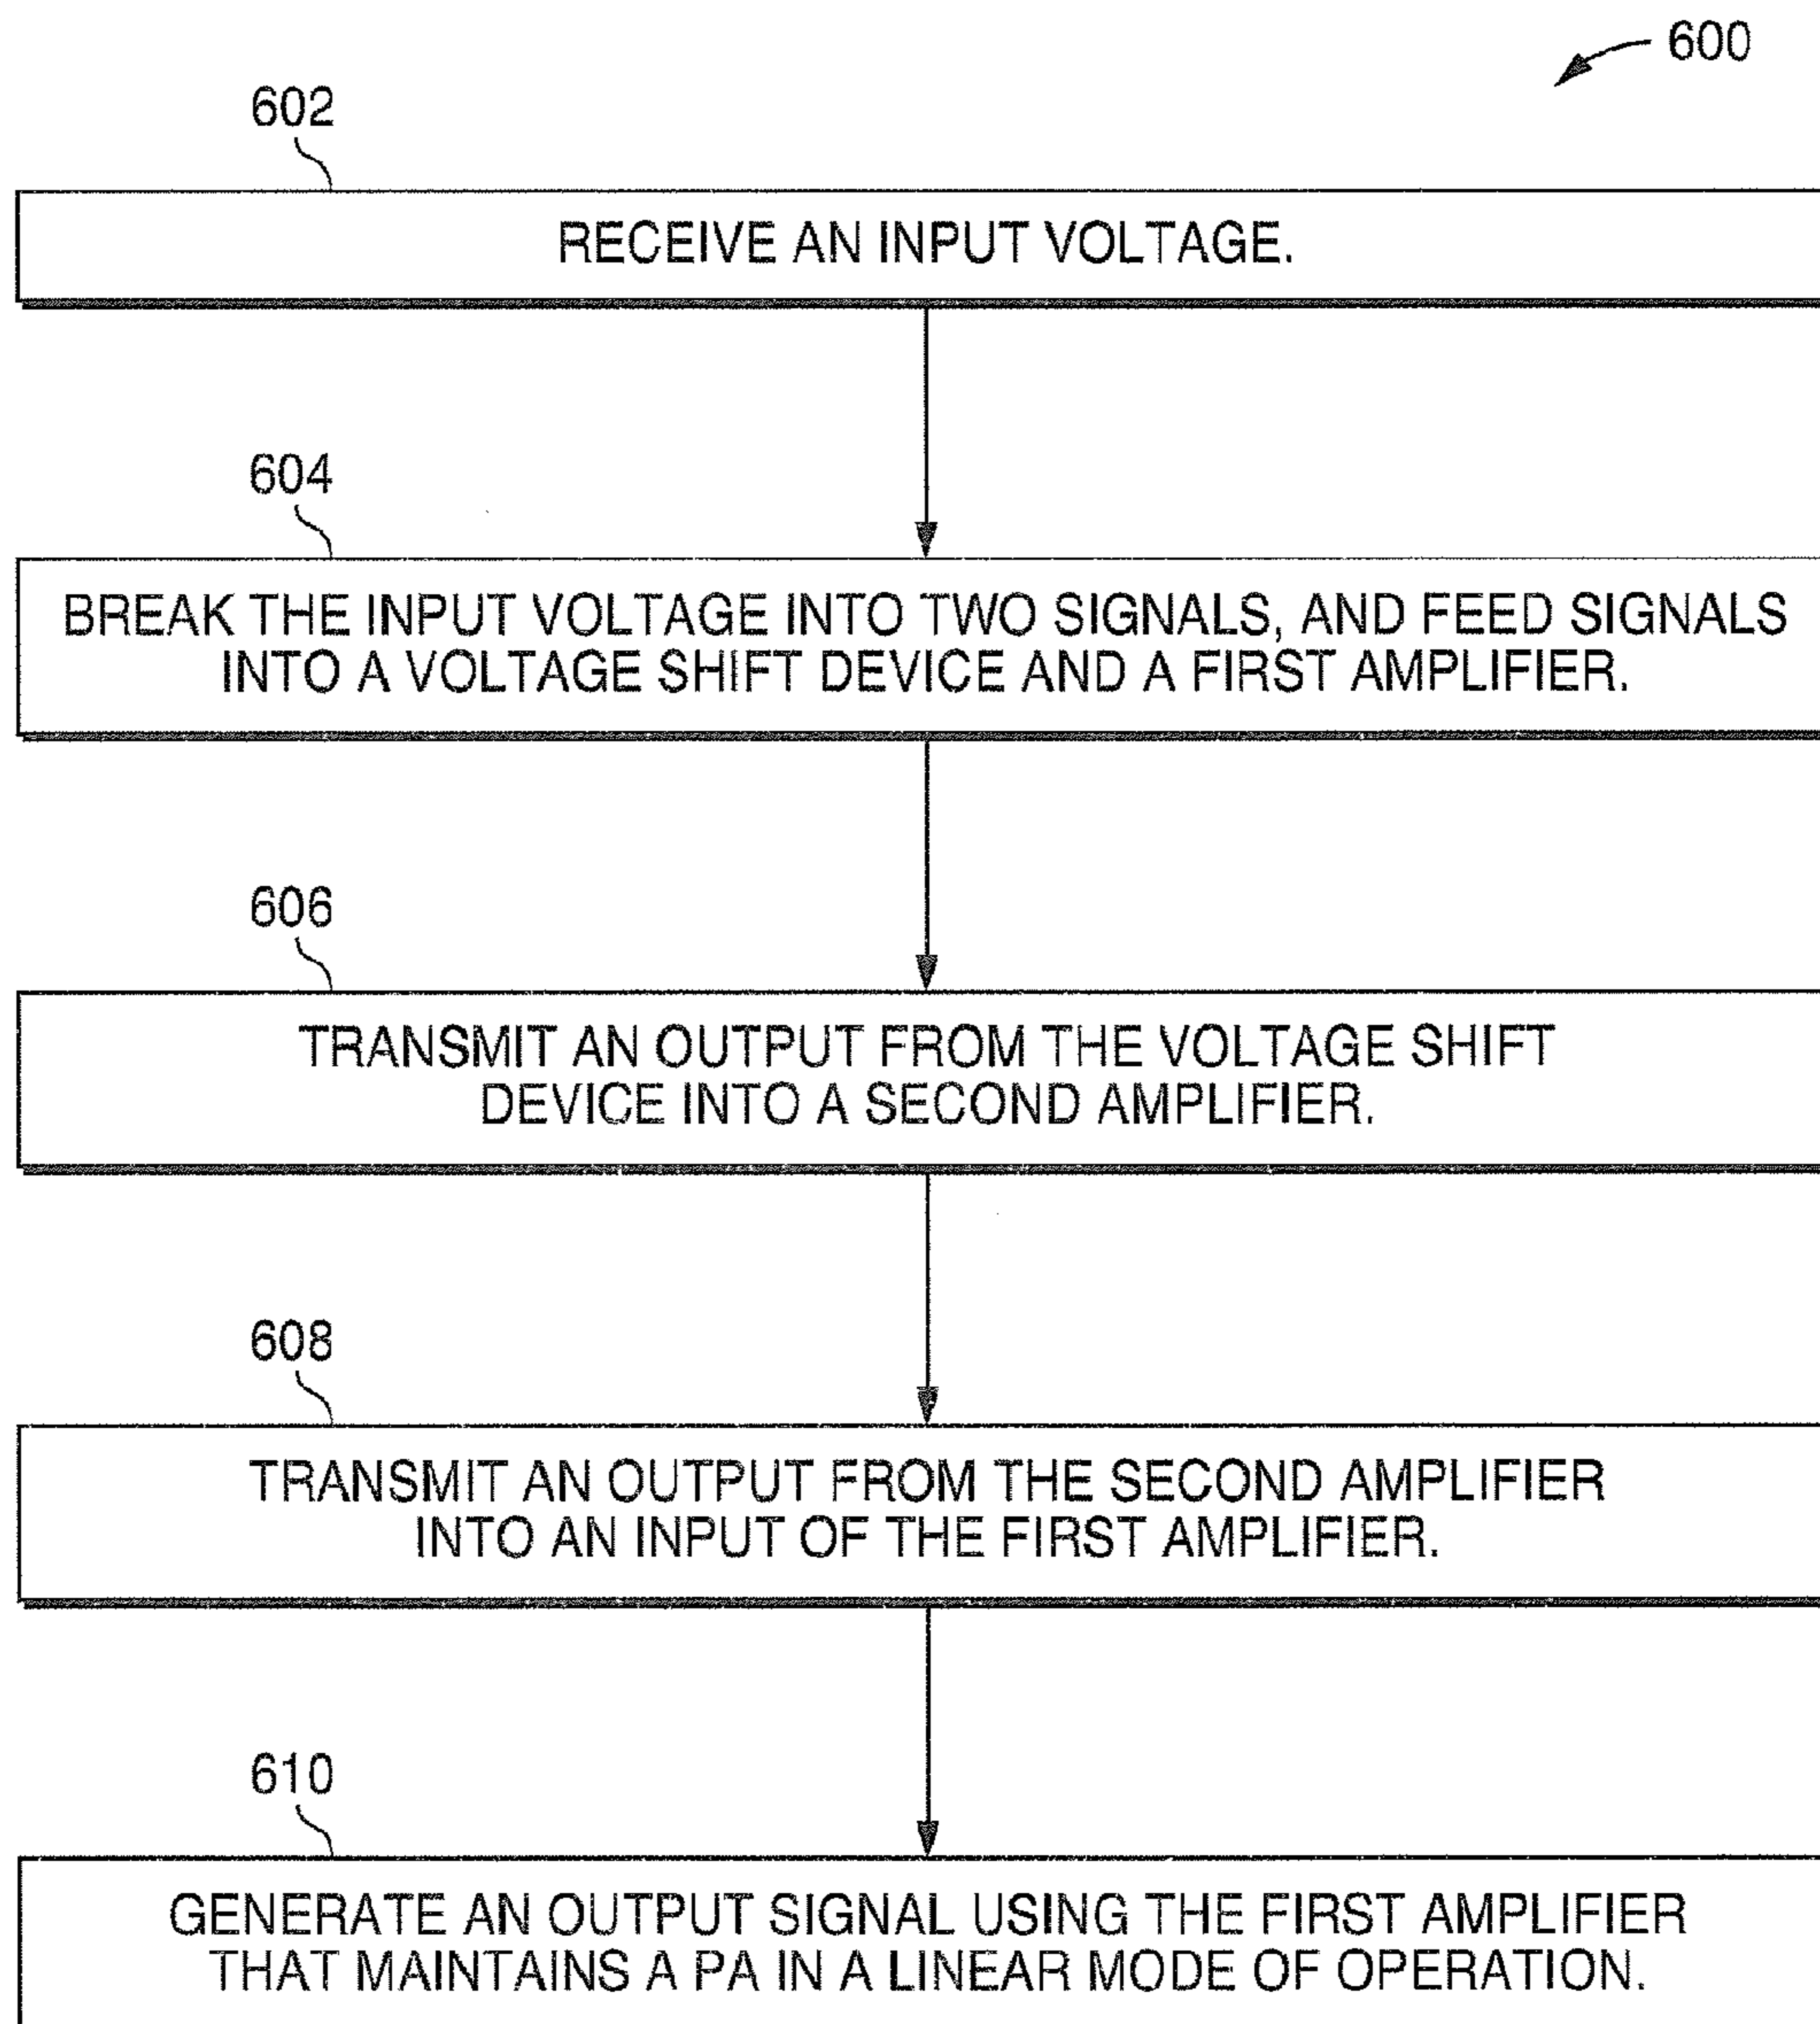 600
602
RECEIVE AN INPUT VOLTAGE.
604
BREAK THE INPUT VOLTAGE INTO TWO SIGNALS, AND FEED SIGNALS
INTO A VOLTAGE SHIFT DEVICE AND A FIRST AMPLIFIER.
606
TRANSMIT AN OUTPUT FROM THE VOLTAGE SHIFT
DEVICE INTO A SECOND AMPLIFIER.
608
TRANSMIT AN OUTPUT FROM THE SECOND AMPLIFIER
INTO AN INPUT OF THE FIRST AMPLIFIER.
610
GENERATE AN OUTPUT SIGNAL USING THE FIRST AMPLIFIER
THAT MAINTAINS A PA IN A LINEAR MODE OF OPERATION.